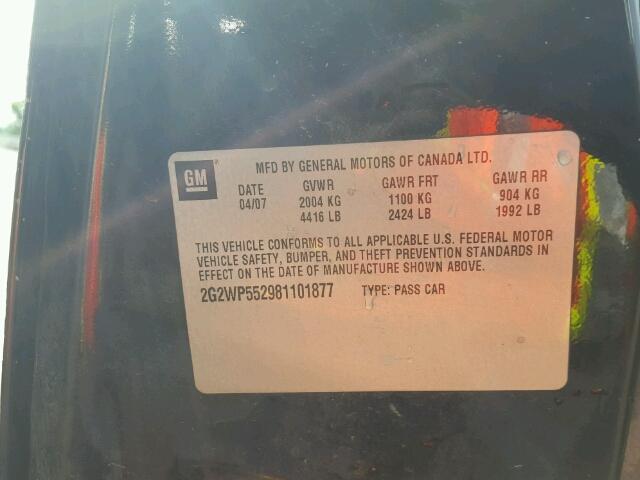 GM
MFD BY GENERAL MOTORS OF CANADA LTD.
DATE GVWR GAWR FRT GAWR RR
04/07 2004 KG 1100 KG 904 KG
4416 LB 2424 LB 1992 LB
THIS VEHICLE CONFORMS TO ALL APPLICABLE U.S. FEDERAL MOTOR
VEHICLE SAFETY, BUMPER, AND THEFT PREVENTION STANDARDS IN
EFFECT ON THE DATE OF MANUFACTURE SHOWN ABOVE.
2G2WP552981101877 TYPE: PASS CAR